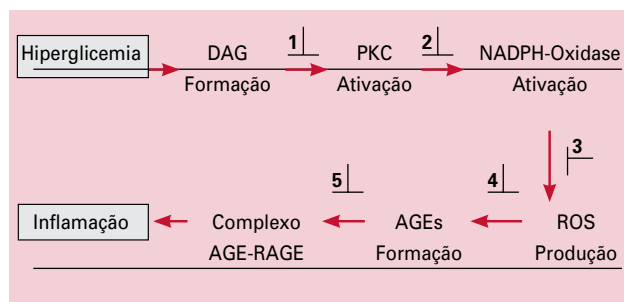 1 2
Hiperglicemia DAG PKC NADPH-Oxidase
Formação Ativação Ativação
3
5 4
Inflamação Complexo AGEs ROS
AGE-RAGE Formação Produção